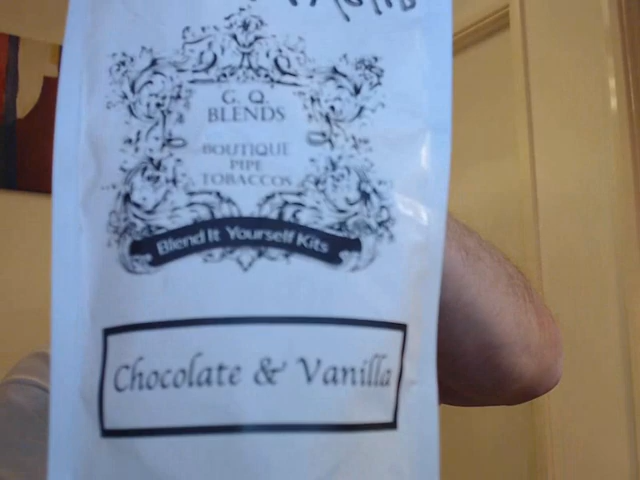 G. Q.
BLENDS
BOUTIQUE
PIPE
TOBACCOS
Blend It Yourself Kits
Chocolate & Vanilla